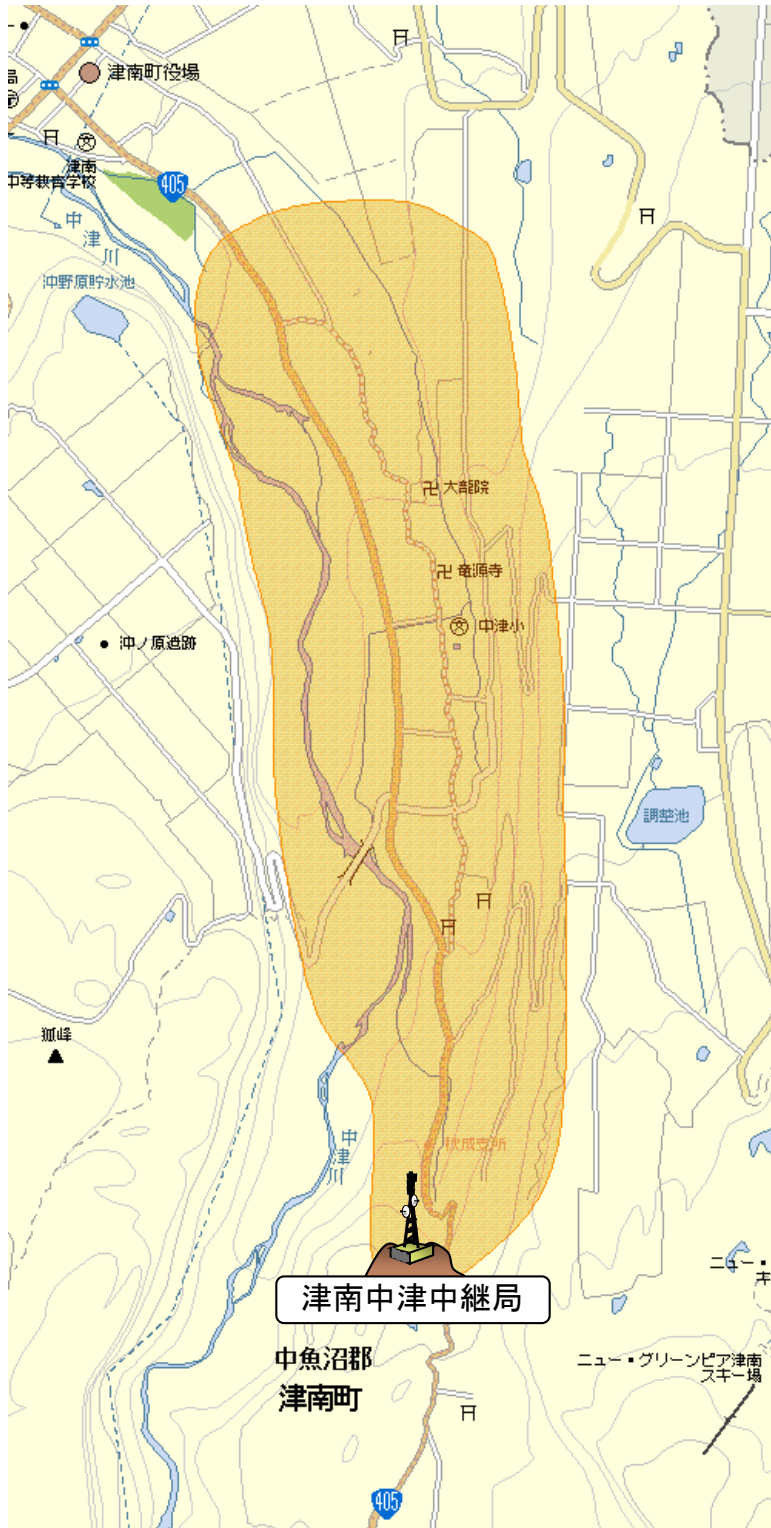 津南町役場
局
津南
中等教育学校
405
中津川
沖野原貯水池
大龍院
竜源寺
中津小
沖ノ原遺跡
調整池
狐峰
中津川
秋成支所
津南中津中継局
ニュー・
キ
中魚沼郡
津南町
ニュー・グリーンピア津南
スキー場
405